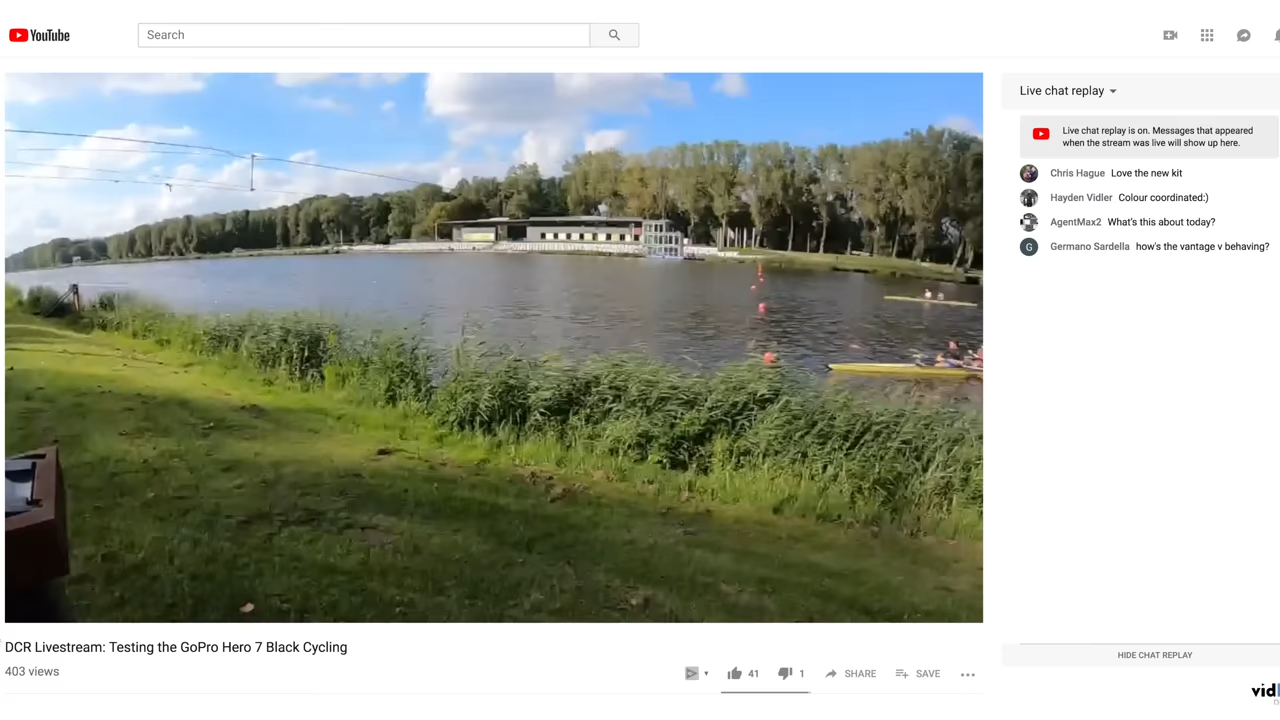 YouTube
Search
Live chat replay
Live chat replay is on. Messages that appeared
when the stream was live will show up here.
Chris Hague Love the new kit
Hayden Vidler Colour coordinated:)
AgentMax2 What's this about today?
G Germano Sardella how's the vantage v behaving?
HIDE CHAT REPLAY
DCR Livestream: Testing the GoPro Hero 7 Black Cycling
403 views
41
1
SHARE
SAVE
vid